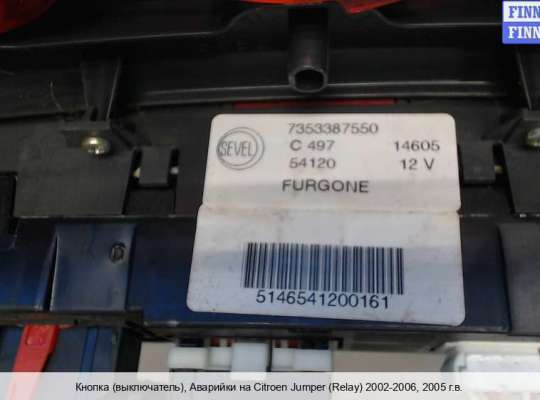 FINN
FINN
SEVEL
7353387550
C 497 14605
54120 12 V
FURGONE
5146541200161
Кнопка (выключатель), Аварийки на Citroen Jumper (Relay) 2002-2006, 2005 г.в.